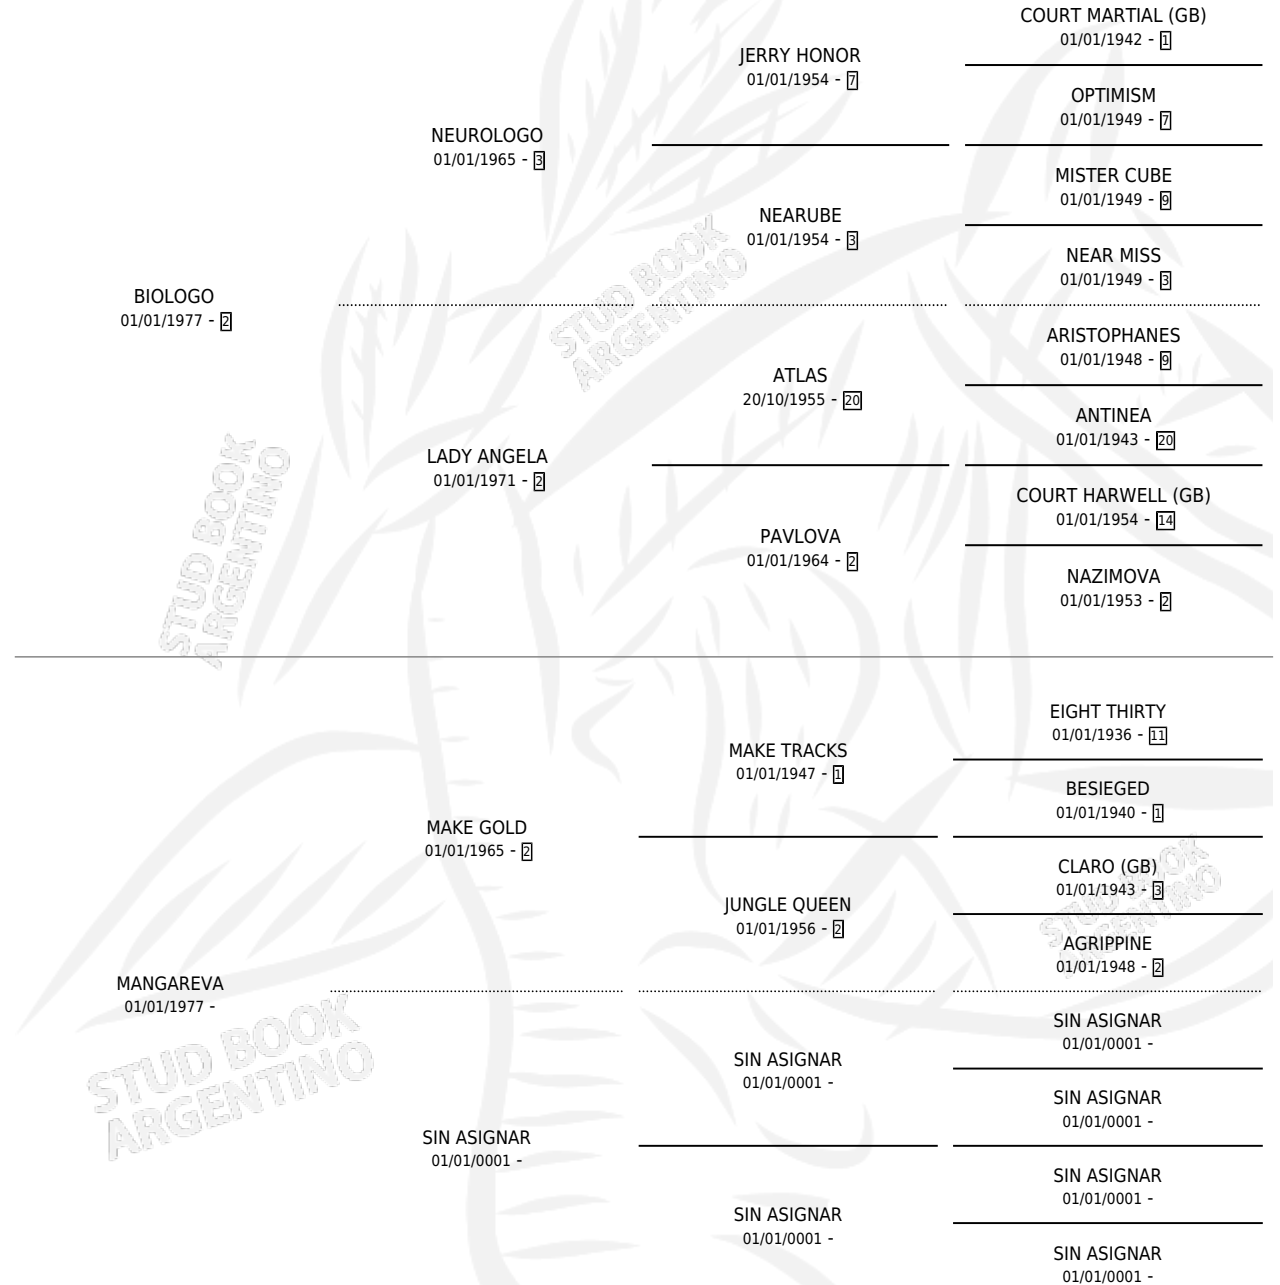 COURT MARTIAL (GB)
01/01/1942 - 1
JERRY HONOR
01/01/1954 - 7
OPTIMISM
01/01/1949 - 7
NEUROLOGO
01/01/1965 - 3
MISTER CUBE
01/01/1949 - 9
NEARUBE
01/01/1954 - 3
NEAR MISS
01/01/1949 - 3
BIOLOGO
01/01/1977 - 2
STUD BOOK
ARGENTINO
ARISTOPHANES
01/01/1948 - 9
ATLAS
20/10/1955 - 20
ANTINEA
01/01/1943 - 20
LADY ANGELA
01/01/1971 - 2
COURT HARWELL (GB)
01/01/1954 - 14
PAVLOVA
01/01/1964 - 2
NAZIMOVA
01/01/1953 - 2
STUD BOOK
ARGENTINO
EIGHT THIRTY
01/01/1936 - 11
MAKE TRACKS
01/01/1947 - 1
BESIEGED
01/01/1940 - 1
MAKE GOLD
01/01/1965 - 2
CLARO (GB)
01/01/1943 - 3
JUNGLE QUEEN
01/01/1956 - 2
STUD BOOK
ARGENTINO
AGRIPPINE
01/01/1948 - 2
MANGAREVA
01/01/1977 -
SIN ASIGNAR
01/01/0001 -
SIN ASIGNAR
01/01/0001 -
STUD BOOK
ARGENTINO
SIN ASIGNAR
01/01/0001 -
SIN ASIGNAR
01/01/0001 -
SIN ASIGNAR
01/01/0001 -
SIN ASIGNAR
01/01/0001 -
SIN ASIGNAR
01/01/0001 -